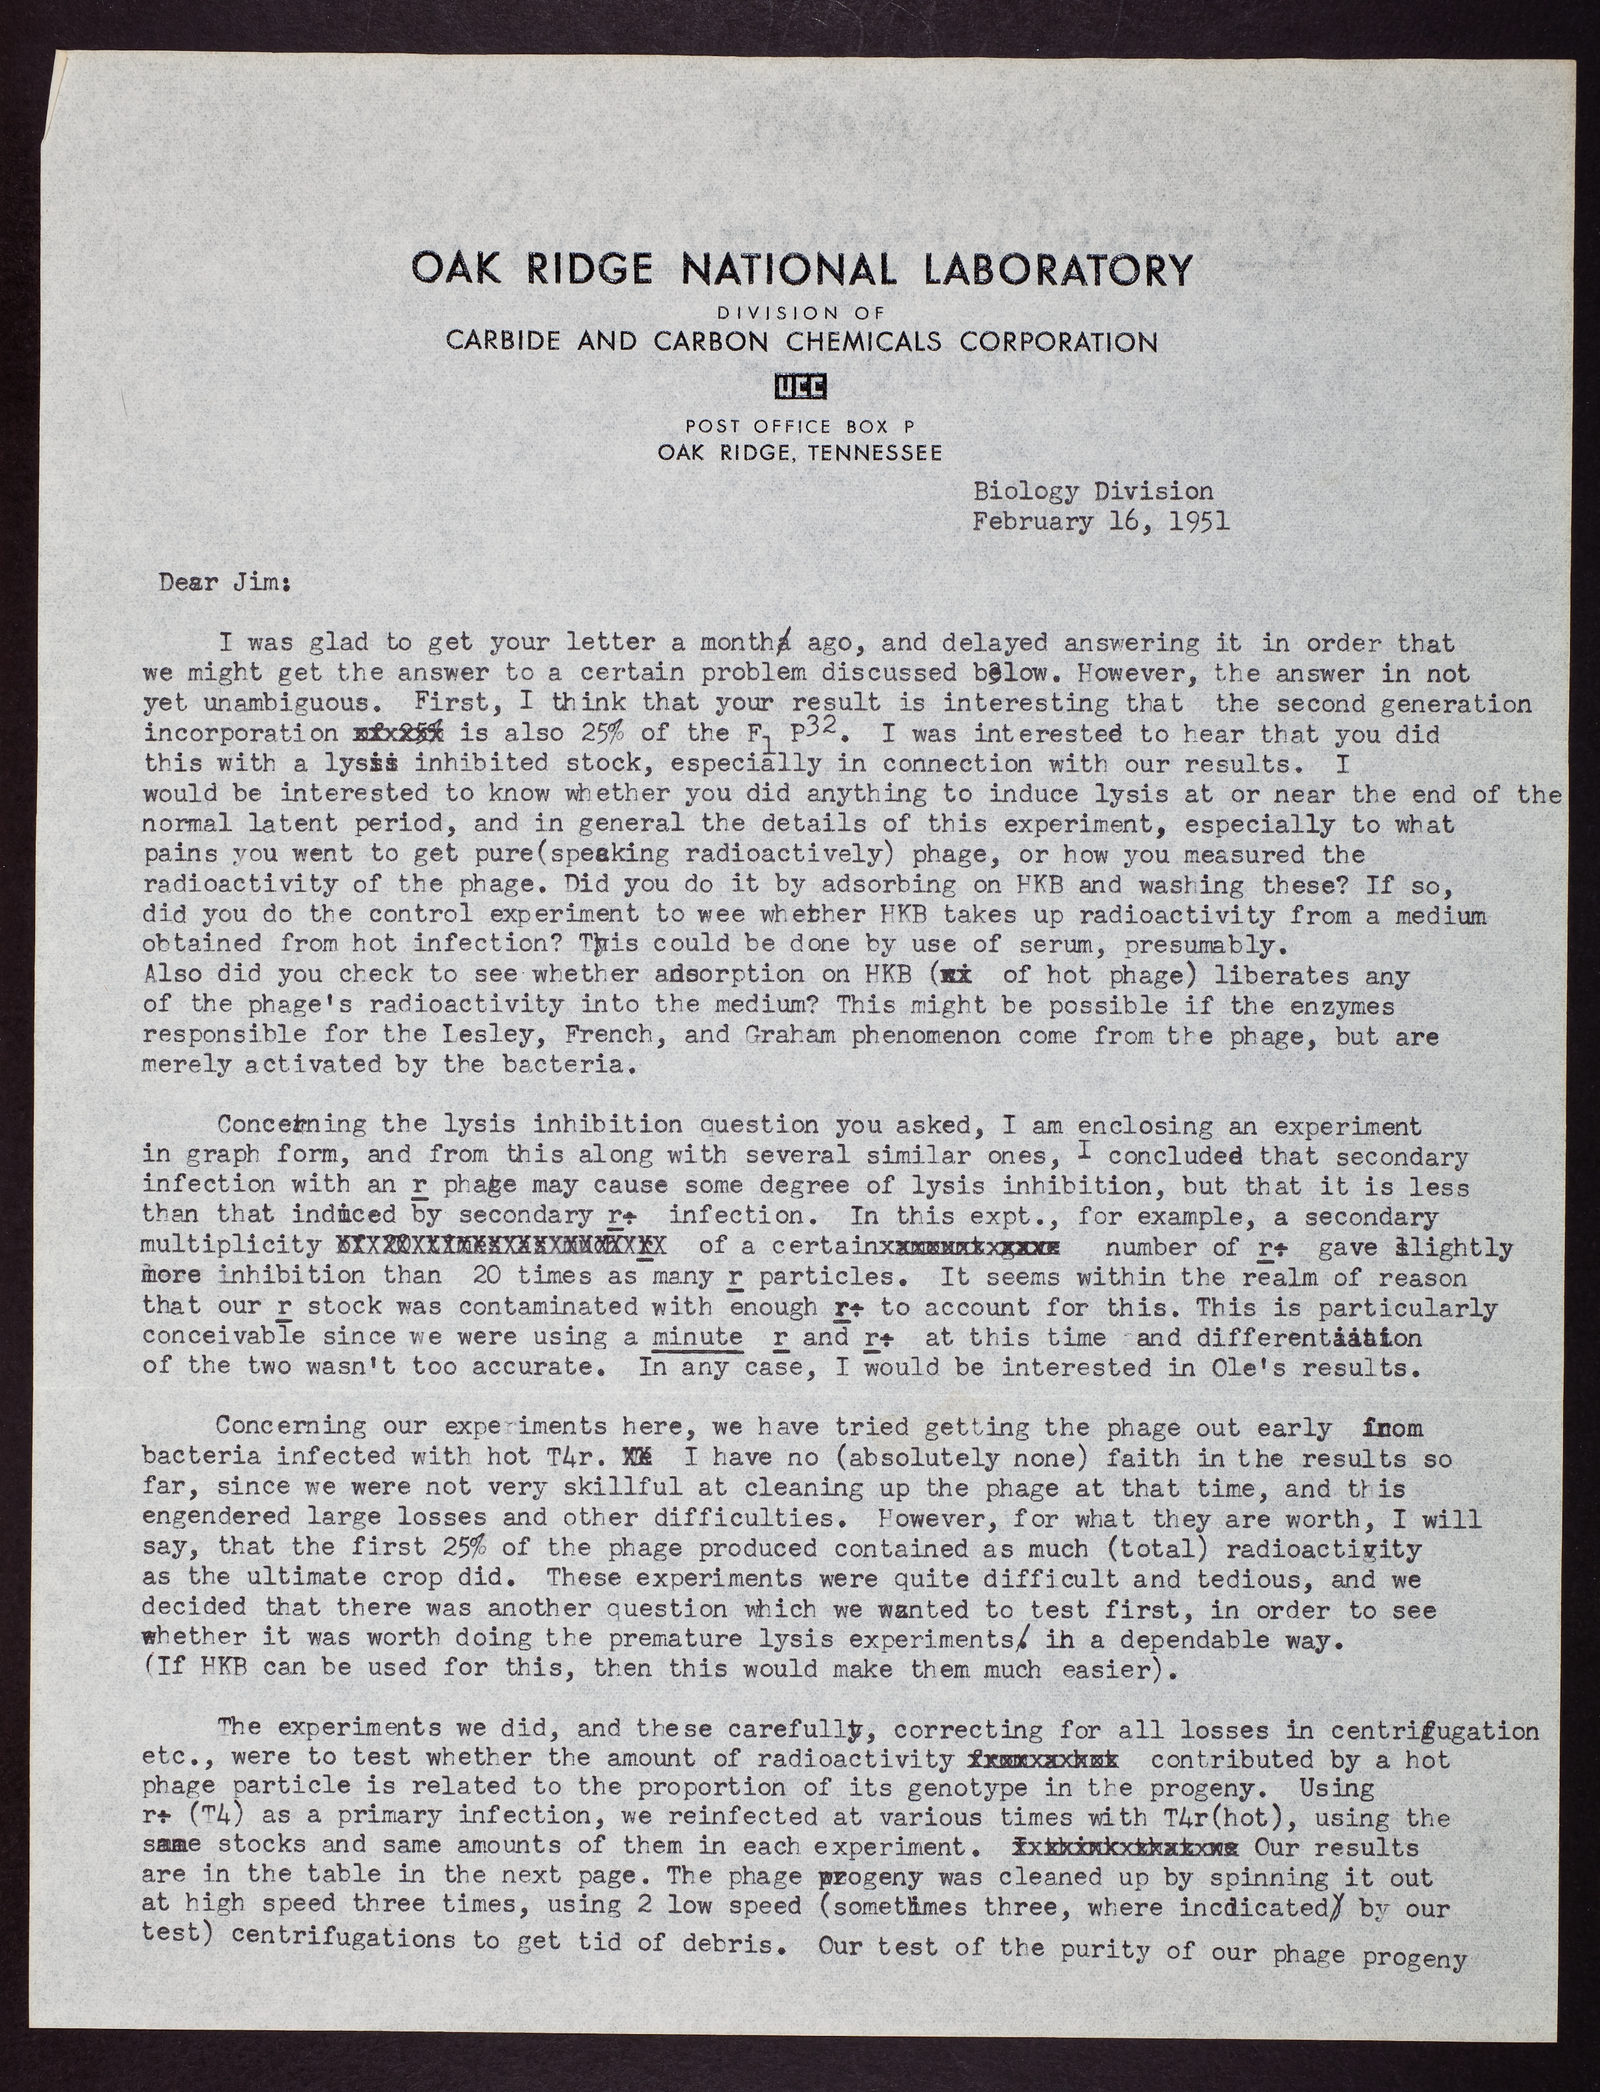 OAK RIDGE NATIONAL LABORATORY
DIVISION OF
CARBIDE AND CARBON CHEMICALS CORPORATION
UCC
POST OFFICE BOX P
OAK RIDGE, TENNESSEE
Biology Division
February 16, 1951
Dear Jim:
I was glad to get your letter a month ago, and delayed answering it in order that
we might get the answer to a certain problem discussed below. However, the answer in not
yet unambiguous. First, I think that your result is interesting that the second generation
incorporation is also 25% of the F1 P32. I was interested to hear that you did
this with a lysis inhibited stock, especially in connection with our results. I
would be interested to know whether you did anything to induce lysis at or near the end of the
normal latent period, and in general the details of this experiment, especially to what
pains you went to get pure(speaking radioactively) phage, or how you measured the
radioactivity of the phage. Did you do it by adsorbing on HKB and washing these? If so,
did you do the control experiment to wee whether HKB takes up radioactivity from a medium
obtained from hot infection? This could be done by use of serum, presumably.
Also did you check to see whether adsorption on HKB ( of hot phage) liberates any
of the phage's radioactivity into the medium? This might be possible if the enzymes
responsible for the Lesley, French, and Graham phenomenon come from the phage, but are
merely activated by the bacteria.
Concerning the lysis inhibition question you asked, I am enclosing an experiment
in graph form, and from this along with several similar ones, I concluded that secondary
infection with an r phage may cause some degree of lysis inhibition, but that it is less
than that induced by secondary r+ infection. In this expt., for example, a secondary
multiplicity of a certain number of r+ gave slightly
more inhibition than 20 times as many r particles. It seems within the realm of reason
that our r stock was contaminated with enough r+ to account for this. This is particularly
conceivable since we were using a minute r and r+ at this time and differentiation
of the two wasn't too accurate. In any case, I would be interested in Ole's results.
Concerning our experiments here, we have tried getting the phage out early from
bacteria infected with hot T4r. I have no (absolutely none) faith in the results so
far, since we were not very skillful at cleaning up the phage at that time, and this
engendered large losses and other difficulties. However, for what they are worth, I will
say, that the first 25% of the phage produced contained as much (total) radioactivity
as the ultimate crop did. These experiments were quite difficult and tedious, and we
decided that there was another question which we wanted to test first, in order to see
whether it was worth doing the premature lysis experiments in a dependable way.
(If HKB can be used for this, then this would make them much easier).
The experiments we did, and these carefully, correcting for all losses in centrifugation
etc., were to test whether the amount of radioactivity contributed by a hot
phage particle is related to the proportion of its genotype in the progeny. Using
r+ (T4) as a primary infection, we reinfected at various times with T4r(hot), using the
same stocks and same amounts of them in each experiment. Our results
are in the table in the next page. The phage progeny was cleaned up by spinning it out
at high speed three times, using 2 low speed (sometimes three, where incdicated by our
test) centrifugations to get tid of debris. Our test of the purity of our phage progeny